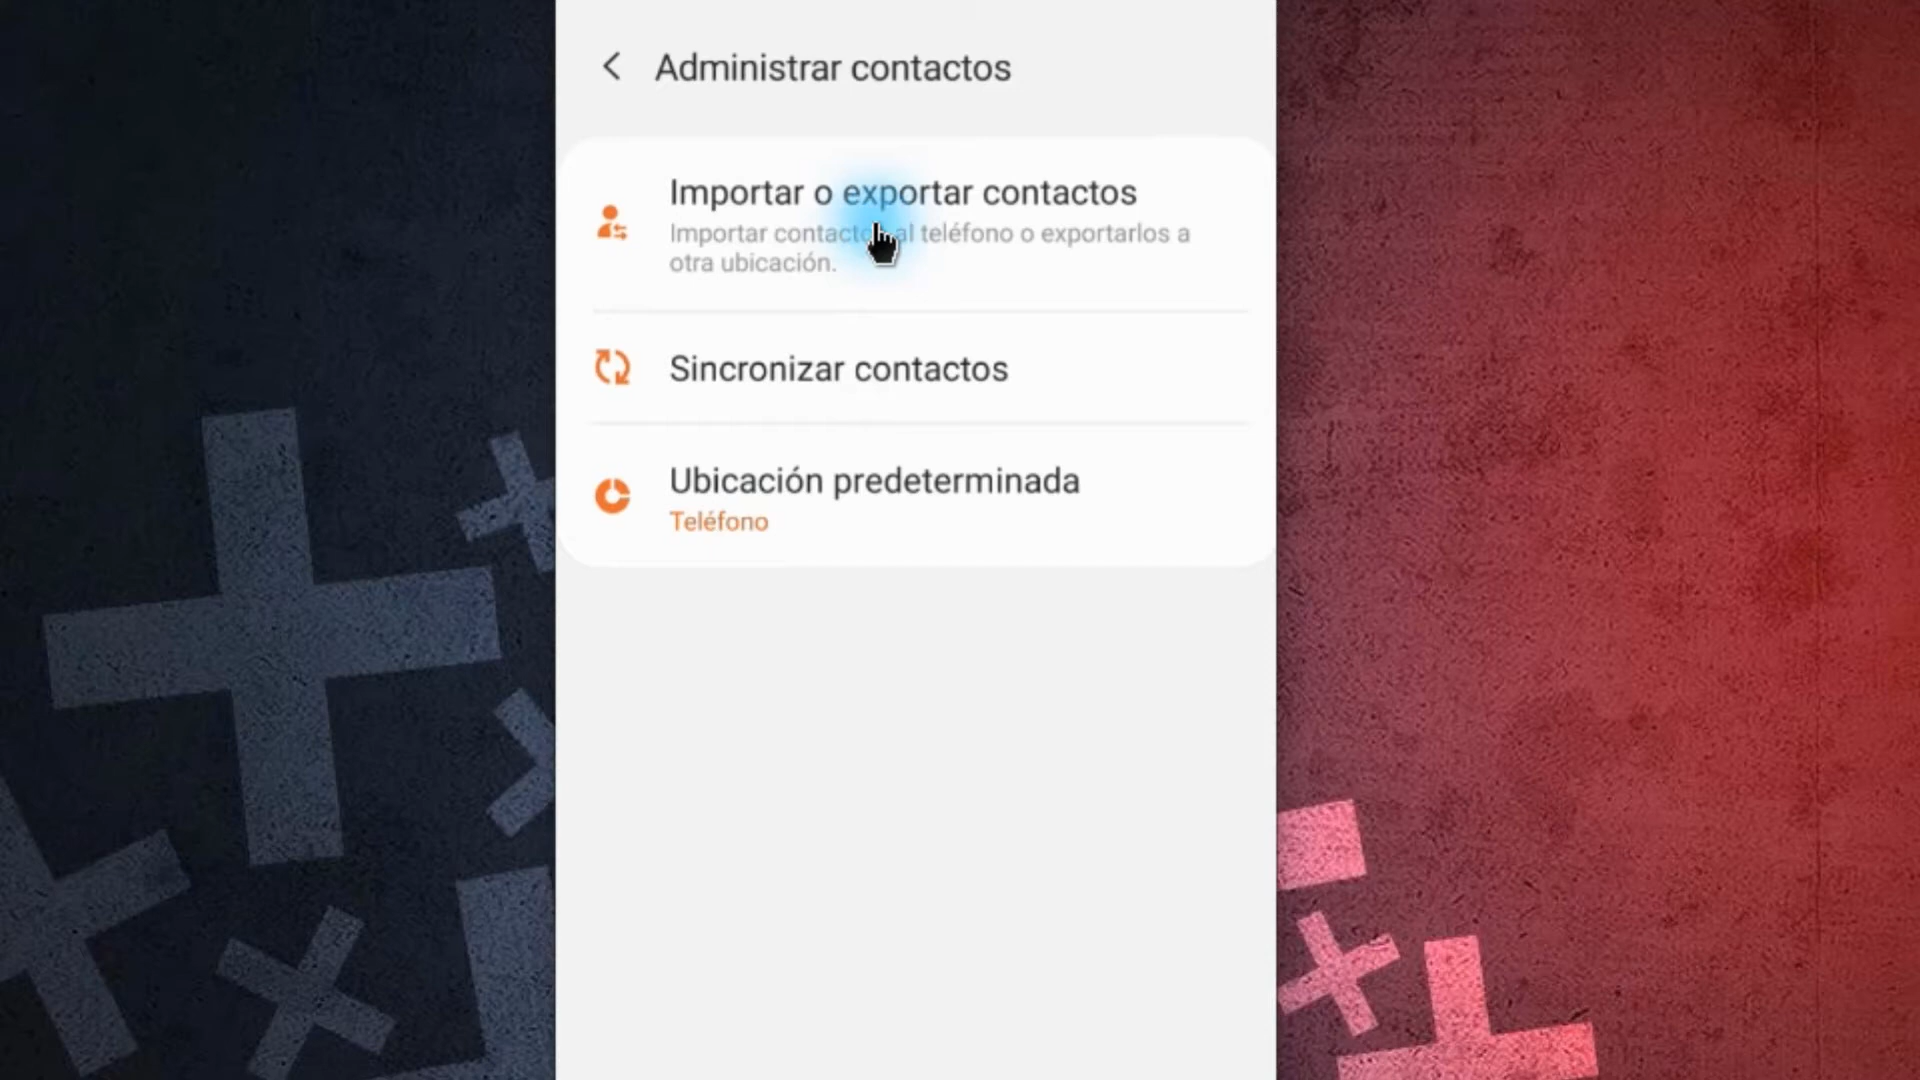 Administrar contactos
Importar o exportar contactos
Importar contactos al teléfono o exportarlos a
otra ubicación.
Sincronizar contactos
Ubicación predeterminada
Teléfono